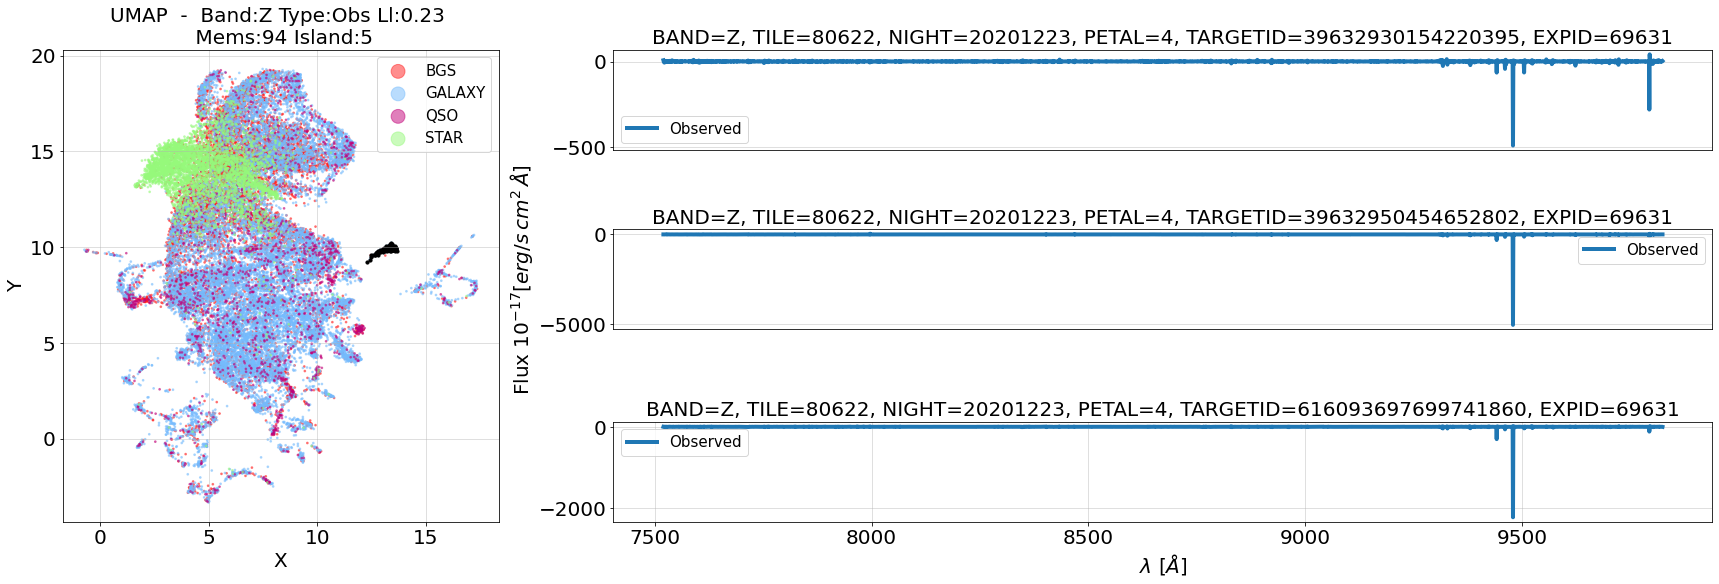 UMAP - Band:Z Type:Obs Ll:0.23
Mems:94 Island:5
20
15
10
5
0
Y
0
5
10
15
X
BGS
GALAXY
QSO
STAR
Flux 10^{-17}[erg/s cm^2 Å]
BAND=Z, TILE=80622, NIGHT=20201223, PETAL=4, TARGETID=39632930154220395, EXPID=69631
0
−500
Observed
BAND=Z, TILE=80622, NIGHT=20201223, PETAL=4, TARGETID=39632950454652802, EXPID=69631
0
−5000
Observed
BAND=Z, TILE=80622, NIGHT=20201223, PETAL=4, TARGETID=616093697699741860, EXPID=69631
0
−2000
Observed
7500
8000
8500
9000
9500
λ [Å]